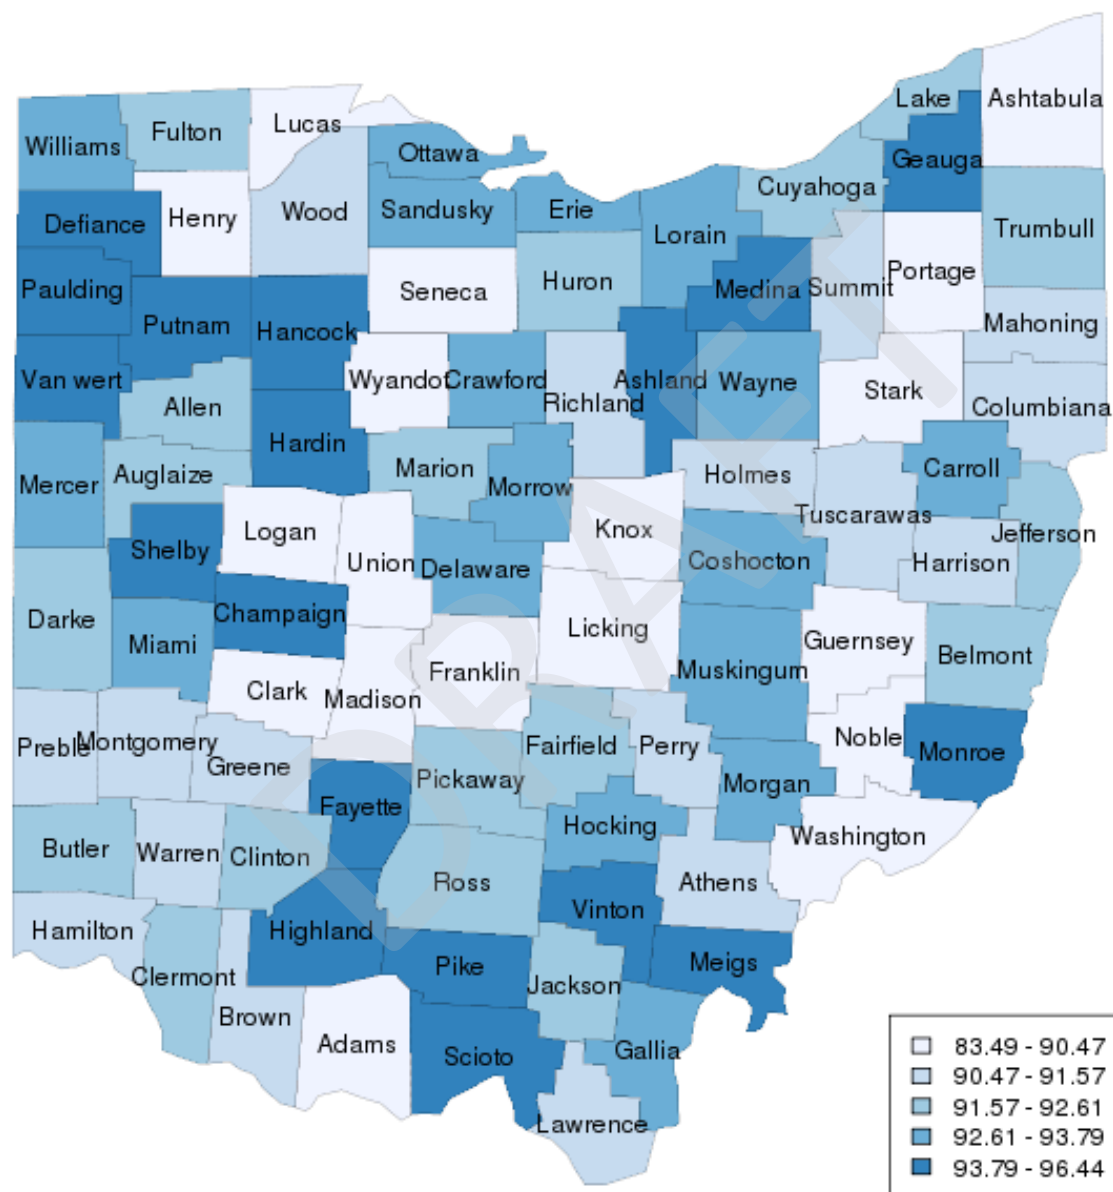 Ashtabula
Lake
Lucas
Fulton
Williams
Ottawa
Geauga
Cuyahoga
Henry
Wood
Sandusky
Erie
Defiance
Lorain
Trumbull
Portage
Huron
Seneca
Paulding
Medina
Summit
Mahoning
Putnam
Hancock
Van wert
Wyandot
Crawford
Ashland
Wayne
Stark
Richland
Allen
Columbiana
Hardin
Marion
Carroll
Auglaize
Holmes
Mercer
Morrow
Tuscarawas
Knox
Logan
Jefferson
Shelby
Union
Delaware
Coshocton
Harrison
Champaign
Darke
Licking
Miami
Guernsey
Belmont
Franklin
Muskingum
Clark
Madison
Noble
Preble
Montgomery
Fairfield
Perry
Monroe
Greene
Pickaway
Morgan
Fayette
Hocking
Washington
Butler
Warren
Clinton
Ross
Athens
Vinton
Hamilton
Highland
Pike
Meigs
Clermont
Jackson
Brown
Adams
Scioto
Gallia
Lawrence
DRAFT
83.49 - 90.47
90.47 - 91.57
91.57 - 92.61
92.61 - 93.79
93.79 - 96.44